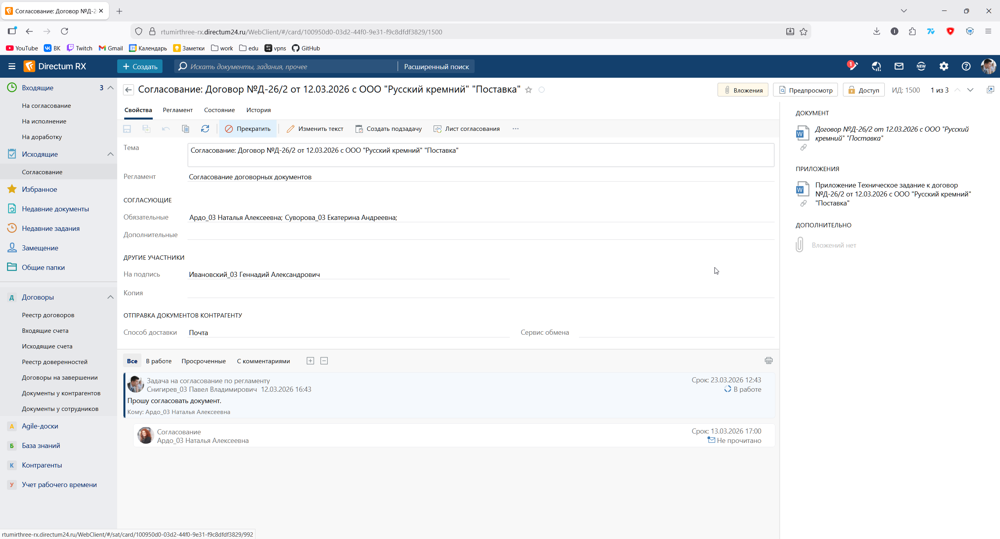 Согласование: Договор №Д-2
rtumirthree-rx.directum24.ru/WebClient/#/card/100950d0-03d2-44f0-9e31-f9c8dfdf3829/1500
YouTube
ВК
Twitch
Gmail
31
Календарь
Заметки
work
edu
vpns
GitHub
Directum RX
Создать
Искать документы, задания, прочее
Расширенный поиск
1
NEW
Входящие 3
На согласование
На исполнение
На доработку
Исходящие
Согласование
Избранное
Недавние документы
Недавние задания
Замещение
Общие папки
Д Договоры
Реестр договоров
Входящие счета
Исходящие счета
Реестр доверенностей
Договоры на завершении
Документы у контрагентов
Документы у сотрудников
А Agile-доски
Б База знаний
К Контрагенты
У Учет рабочего времени
Согласование: Договор №Д-26/2 от 12.03.2026 с ООО "Русский кремний" "Поставка"
Вложения
Предпросмотр
Доступ
ИД: 1500
1 из 3
Свойства
Регламент
Состояние
История
Прекратить
Изменить текст
Создать подзадачу
Лист согласования
Тема
Согласование: Договор №Д-26/2 от 12.03.2026 с ООО "Русский кремний" "Поставка"
Регламент
Согласование договорных документов
СОГЛАСУЮЩИЕ
Обязательные
Ардо_03 Наталья Алексеевна; Суворова_03 Екатерина Андреевна;
Дополнительные
ДРУГИЕ УЧАСТНИКИ
На подпись
Ивановский_03 Геннадий Александрович
Копия
ОТПРАВКА ДОКУМЕНТОВ КОНТРАГЕНТУ
Способ доставки
Почта
Сервис обмена
Все
В работе
Просроченные
С комментариями
Задача на согласование по регламенту
Снигирев_03 Павел Владимирович 12.03.2026 16:43
Срок: 23.03.2026 12:43
В работе
Прошу согласовать документ.
Кому: Ардо_03 Наталья Алексеевна
Согласование
Ардо_03 Наталья Алексеевна
Срок: 13.03.2026 17:00
Не прочитано
ДОКУМЕНТ
Договор №Д-26/2 от 12.03.2026 с ООО "Русский
кремний" "Поставка"
ПРИЛОЖЕНИЯ
Приложение Техническое задание к договор
№Д-26/2 от 12.03.2026 с ООО "Русский кремний"
"Поставка"
ДОПОЛНИТЕЛЬНО
Вложений нет
rtumirthree-rx.directum24.ru/WebClient/#/sat/card/100950d0-03d2-44f0-9e31-f9c8dfdf3829/992